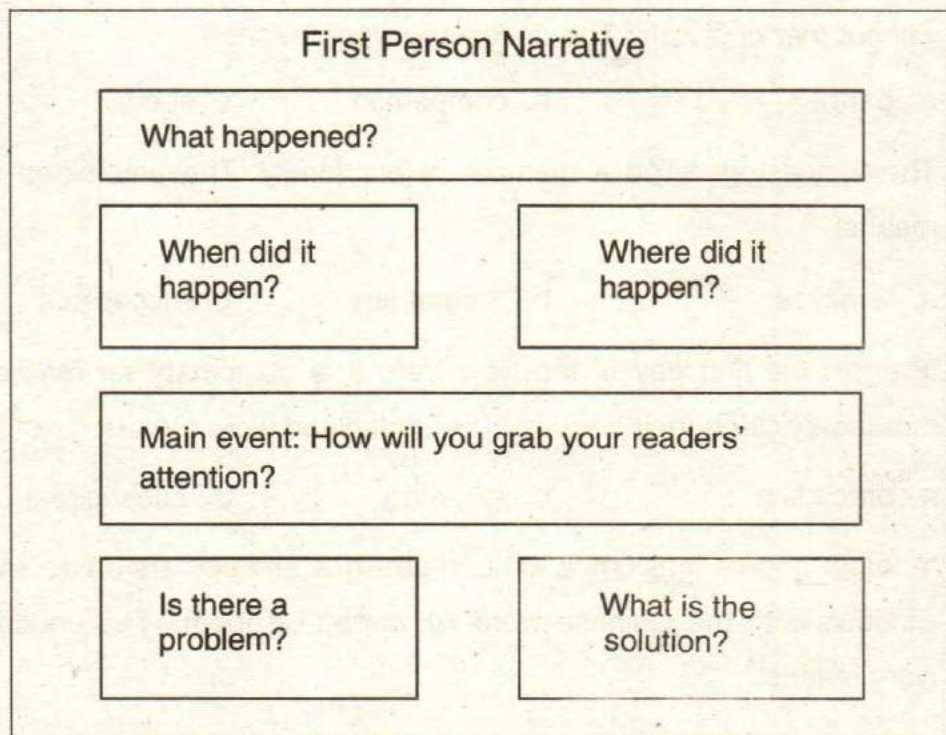 First Person Narrative
What happened?
When did it
happen?
Where did it
happen?
Main event: How will you grab your readers'
attention?
Is there a
problem?
What is the
solution?